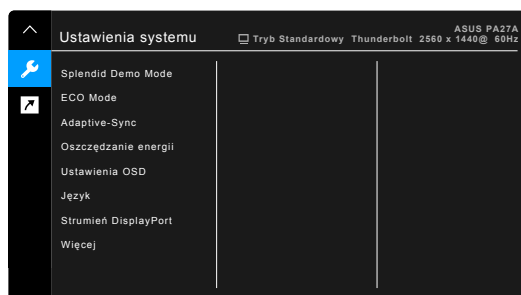 ASUS PA27A
Ustawienia systemu
Tryb Standardowy Thunderbolt 2560 x 1440@ 60Hz
Splendid Demo Mode
ECO Mode
Adaptive-Sync
Oszczędzanie energii
Ustawienia OSD
Język
Strumień DisplayPort
Więcej